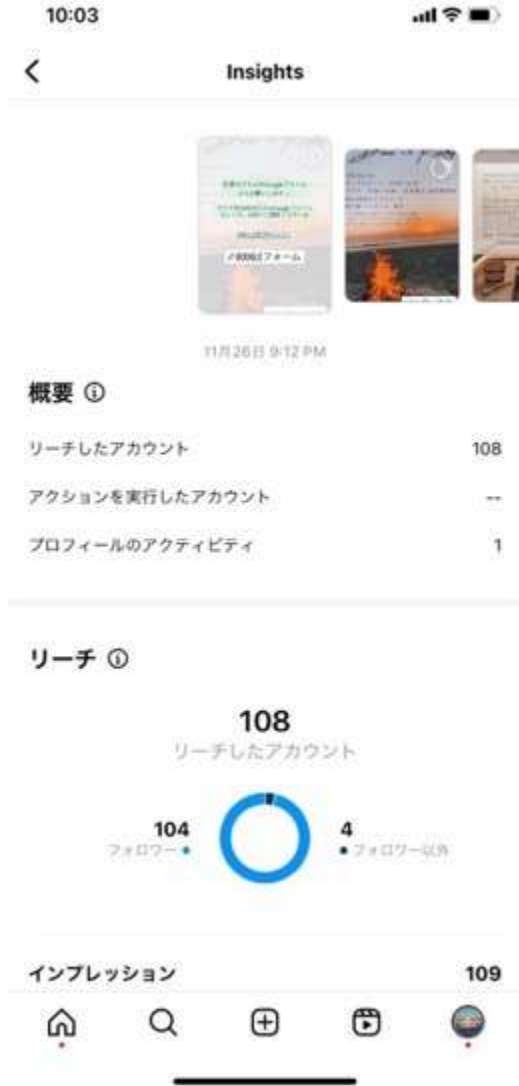 10:03
Insights
11月26日 9:12 PM
概要
リーチしたアカウント
108
アクションを実行したアカウント
--
プロフィールのアクティビティ
1
リーチ
108
リーチしたアカウント
104
フォロワー
4
フォロワー以外
インプレッション
109